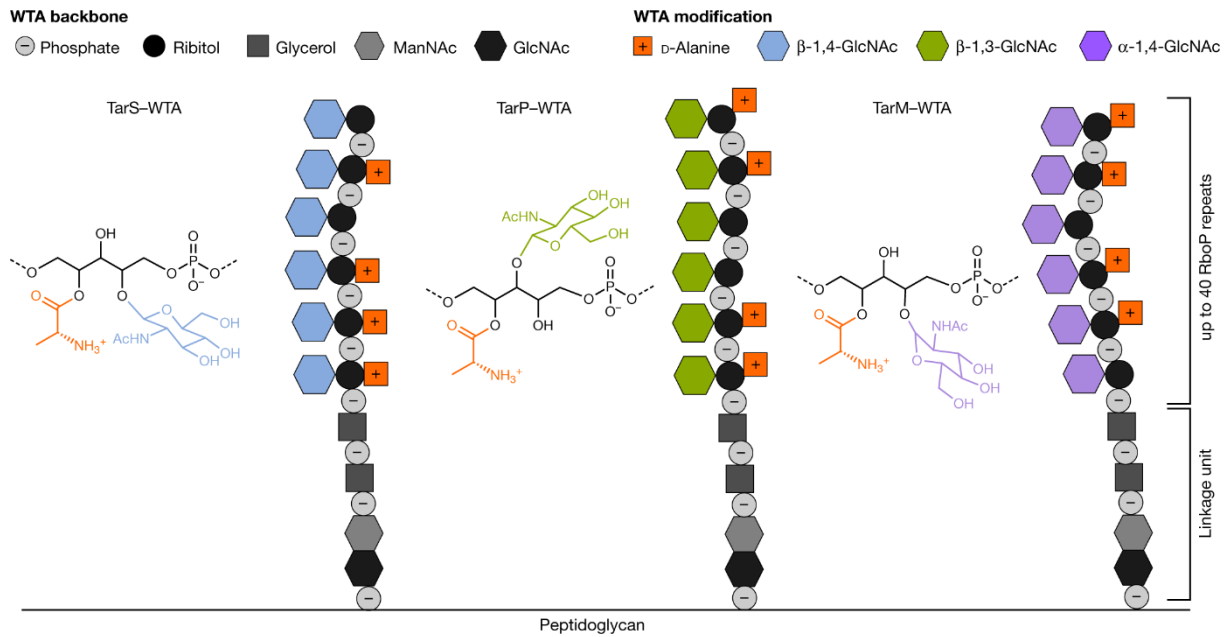 WTA backbone
− Phosphate Ribitol Glycerol ManNAc GlcNAc
WTA modification
+ D-Alanine β-1,4-GlcNAc β-1,3-GlcNAc α-1,4-GlcNAc
TarS–WTA
OH
O
O
P
O
O⁻
O
O
O
NH₃⁺
O
AcHN
OH
OH
OH
−
− +
−
− +
− +
− +
−
−
−
−
TarP–WTA
AcHN
OH
OH
OH
O
O
O
O
P
O
O⁻
O
O
O
OH
NH₃⁺
+
−
+
−
−
−
+
−
+
−
−
−
−
TarM–WTA
OH
O
O
P
O
O⁻
O
O
O
NH₃⁺
NHAc
O
OH
OH
OH
+
−
+
−
−
+
−
+
−
−
−
−
−
up to 40 RboP repeats
Linkage unit
Peptidoglycan